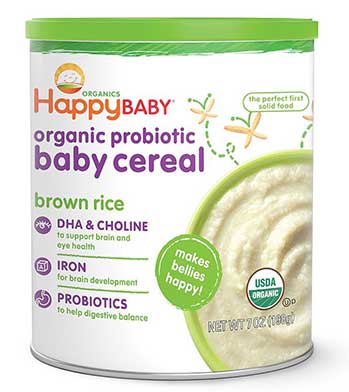 ORGANICS
HappyBABY
the perfect first
solid food
organic probiotic
baby cereal
brown rice
DHA & CHOLINE
to support brain and
eye health
IRON
for brain development
PROBIOTICS
to help digestive balance
makes
bellies
happy!
USDA
ORGANIC
NET WT 7 OZ (198g)